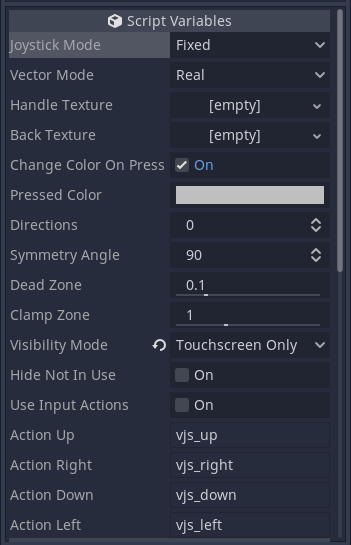 Script Variables
Joystick Mode Fixed
Vector Mode Real
Handle Texture [empty]
Back Texture [empty]
Change Color On Press On
Pressed Color
Directions 0
Symmetry Angle 90
Dead Zone 0.1
Clamp Zone 1
Visibility Mode Touchscreen Only
Hide Not In Use On
Use Input Actions On
Action Up vjs_up
Action Right vjs_right
Action Down vjs_down
Action Left vjs_left